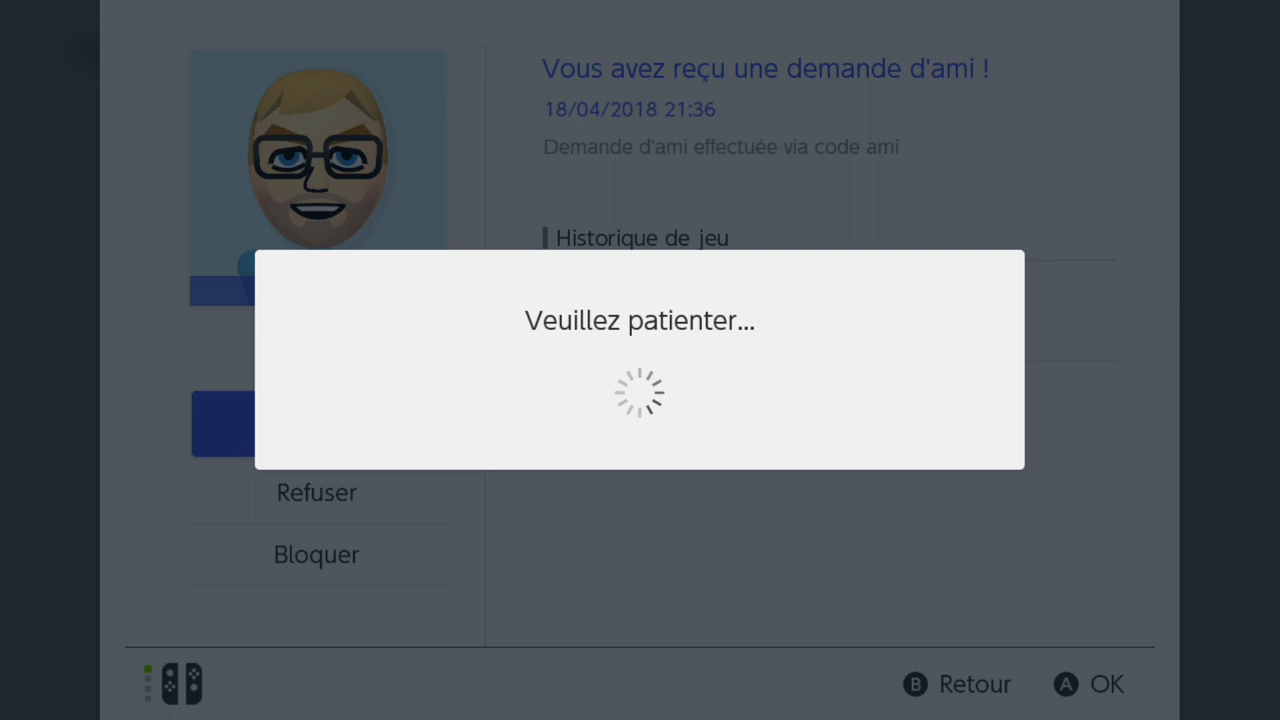 Vous avez reçu une demande d'ami !
18/04/2018 21:36
Demande d'ami effectuée via code ami
Historique de jeu
Veuillez patienter...
Refuser
Bloquer
B Retour A OK